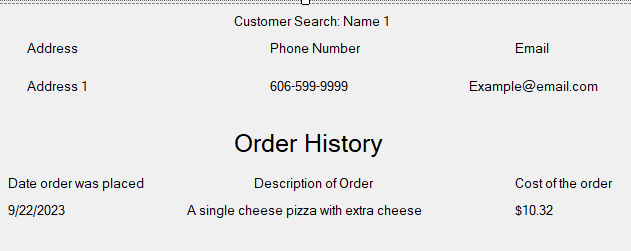 Customer Search: Name 1
Address Phone Number Email
Address 1 606-599-9999 Example@email.com
Order History
Date order was placed Description of Order Cost of the order
9/22/2023 A single cheese pizza with extra cheese $10.32